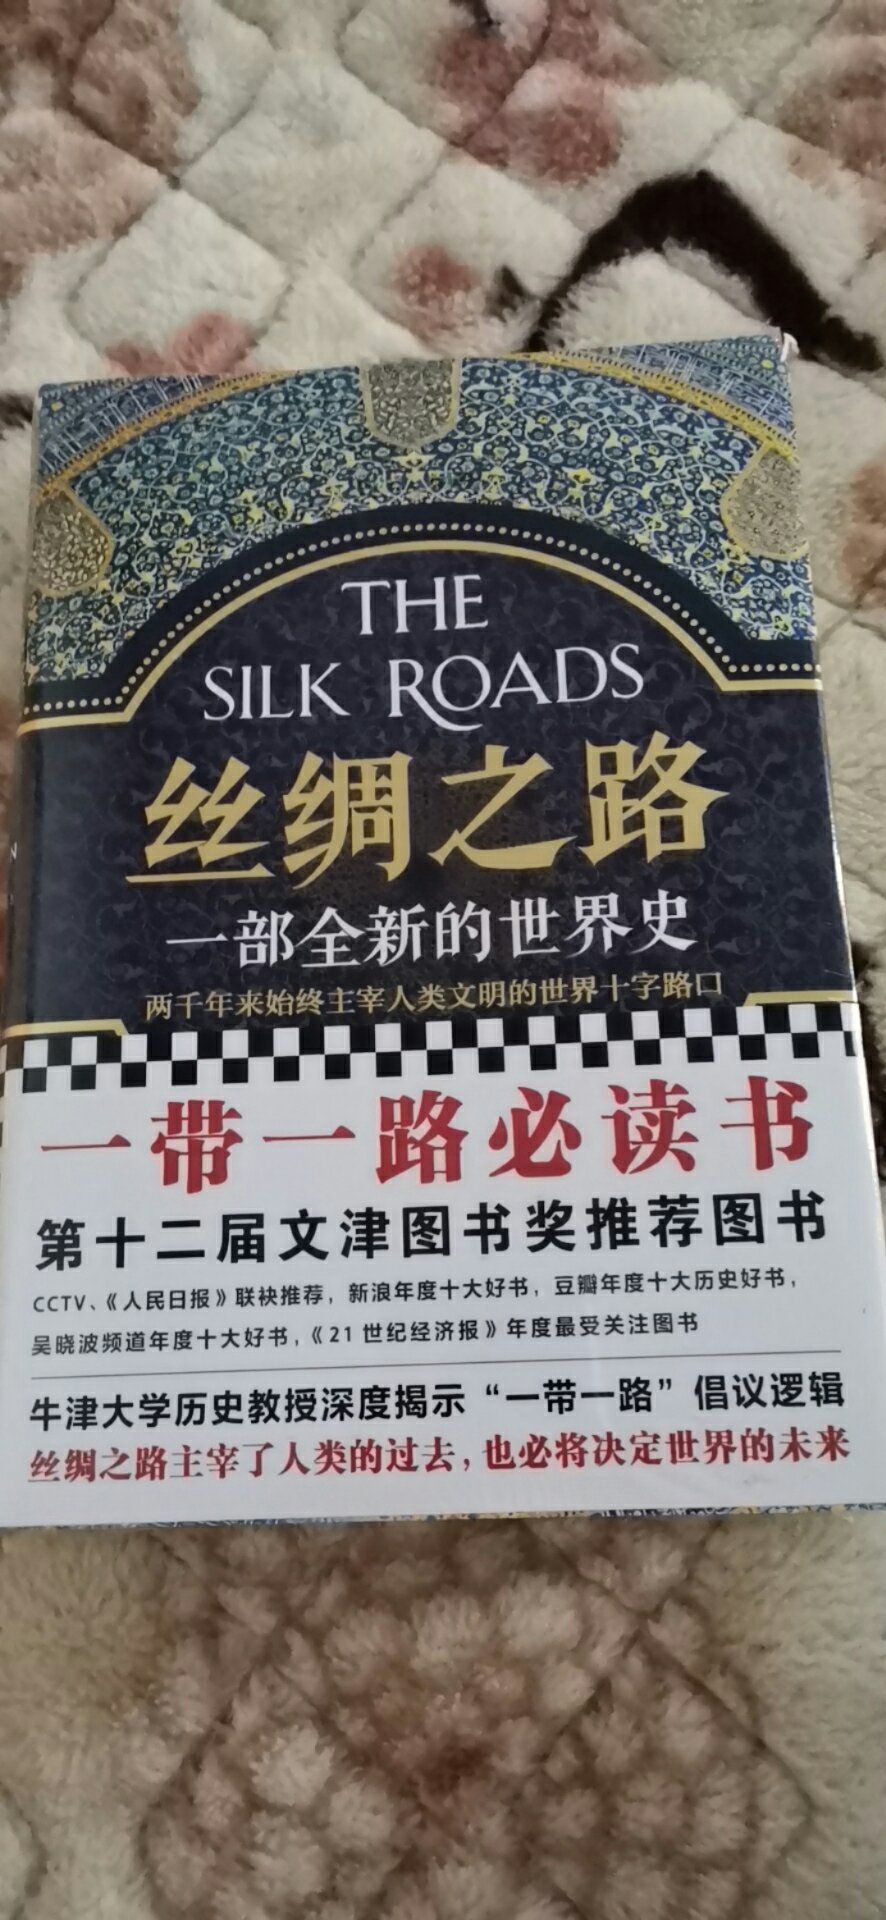 THE
SILK ROADS
丝绸之路
一部全新的世界史
两千年来始终主宰人类文明的世界十字路口
一带一路必读书
第十二届文津图书奖推荐图书
CCTV、《人民日报》联袂推荐，新浪年度十大好书，豆瓣年度十大历史好书，
吴晓波频道年度十大好书，《21世纪经济报》年度最受关注图书
牛津大学历史教授深度揭示“一带一路”倡议逻辑
丝绸之路主宰了人类的过去，也必将决定世界的未来